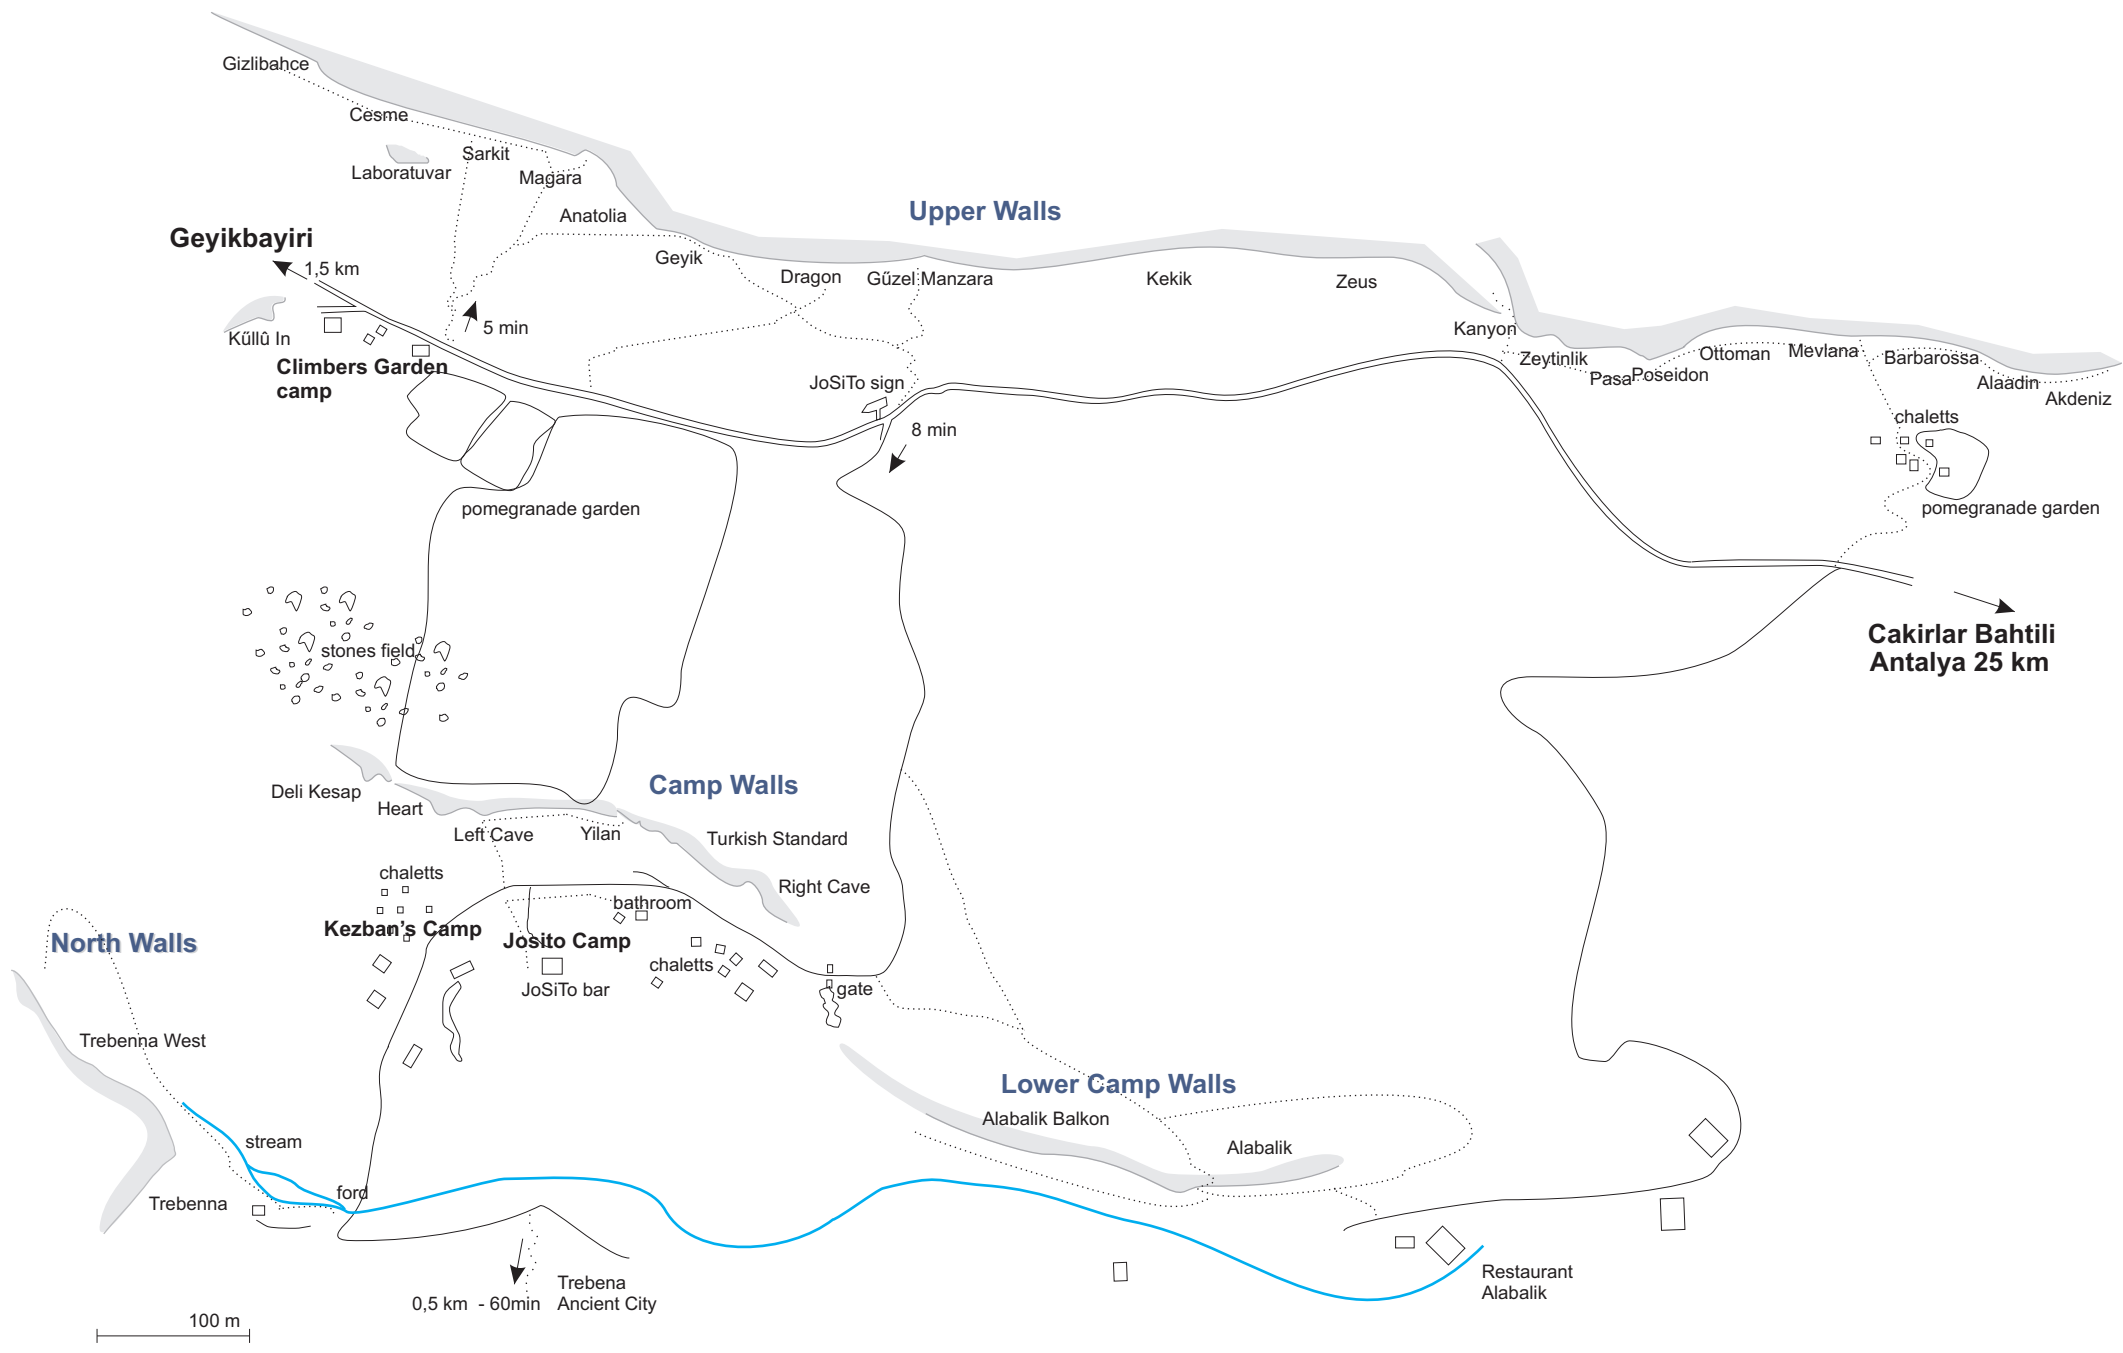 Gizlibahce
Cesme
Sarkit
Laboratuvar
Magara
Anatolia
Upper Walls
Geyikbayiri
1,5 km
Geyik
Dragon
Gűzel Manzara
Kekik
Zeus
5 min
Kűllû In
Kanyon
Zeytinlik
Ottoman
Mevlana
Barbarossa
Climbers Garden
camp
Pasa
Poseidon
Alaadin
Akdeniz
JoSiTo sign
8 min
chaletts
pomegranade garden
pomegranade garden
Cakirlar Bahtili
Antalya 25 km
stones field
Camp Walls
Deli Kesap
Heart
Left Cave
Yilan
Turkish Standard
Right Cave
chaletts
bathroom
Kezban's Camp
Josito Camp
North Walls
chaletts
JoSiTo bar
gate
Trebenna West
Lower Camp Walls
Alabalik Balkon
stream
Alabalik
Trebenna
ford
Restaurant
Alabalik
Trebena
Ancient City
0,5 km - 60min
100 m